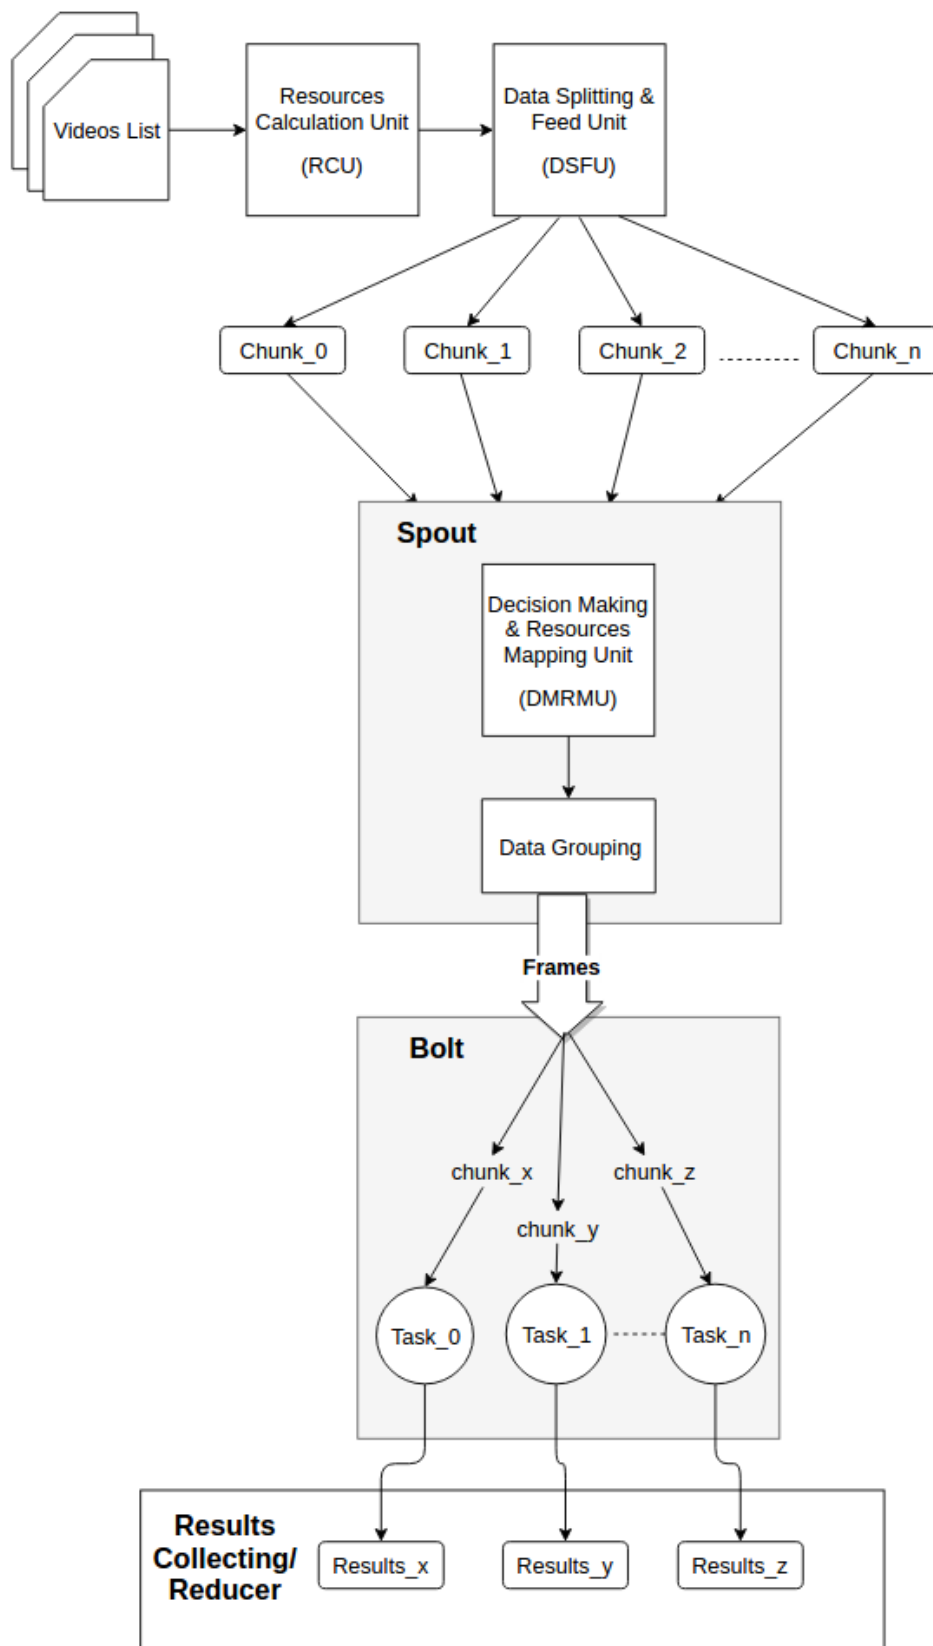 Videos List
Resources
Calculation Unit
(RCU)
Data Splitting &
Feed Unit
(DSFU)
Chunk_0
Chunk_1
Chunk_2
Chunk_n
Spout
Decision Making
& Resources
Mapping Unit
(DMRMU)
Data Grouping
Frames
Bolt
chunk_x
chunk_z
chunk_y
Task_0
Task_1
Task_n
Results
Collecting/
Reducer
Results_x
Results_y
Results_z